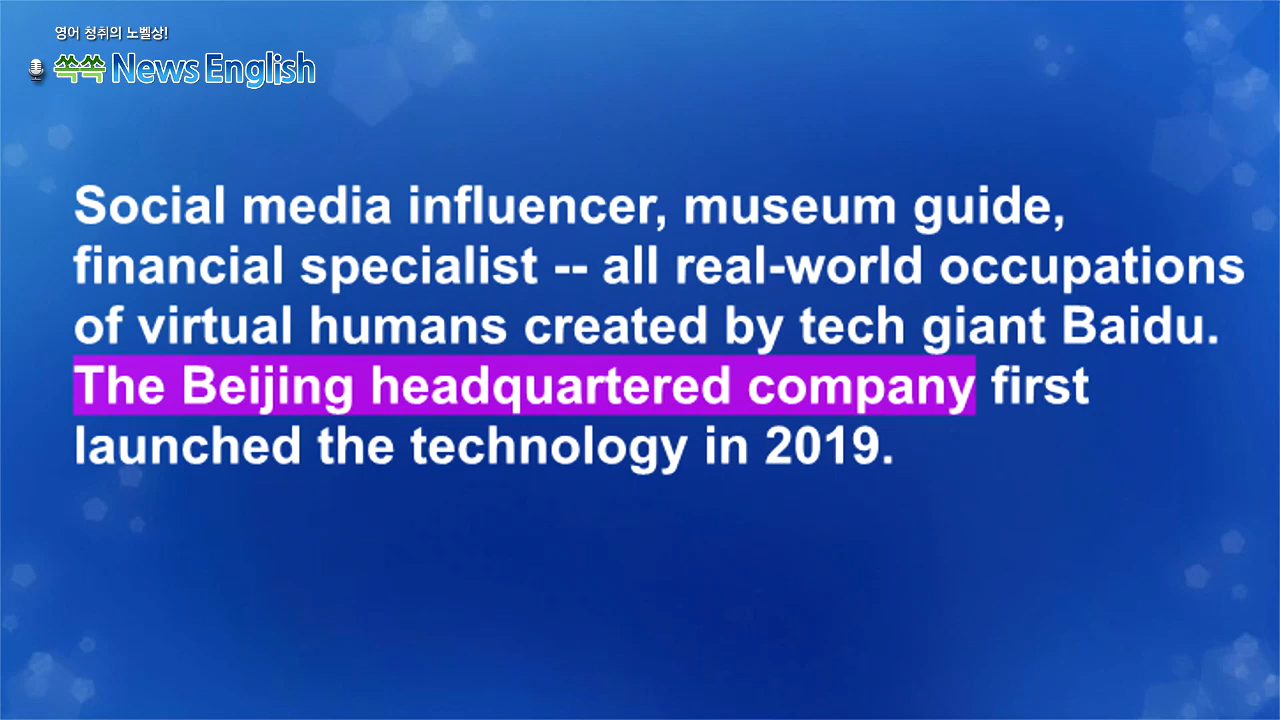 영어 청취의 노벨상!
쏙쏙 News English
Social media influencer, museum guide,
financial specialist -- all real-world occupations
of virtual humans created by tech giant Baidu.
The Beijing headquartered company first
launched the technology in 2019.